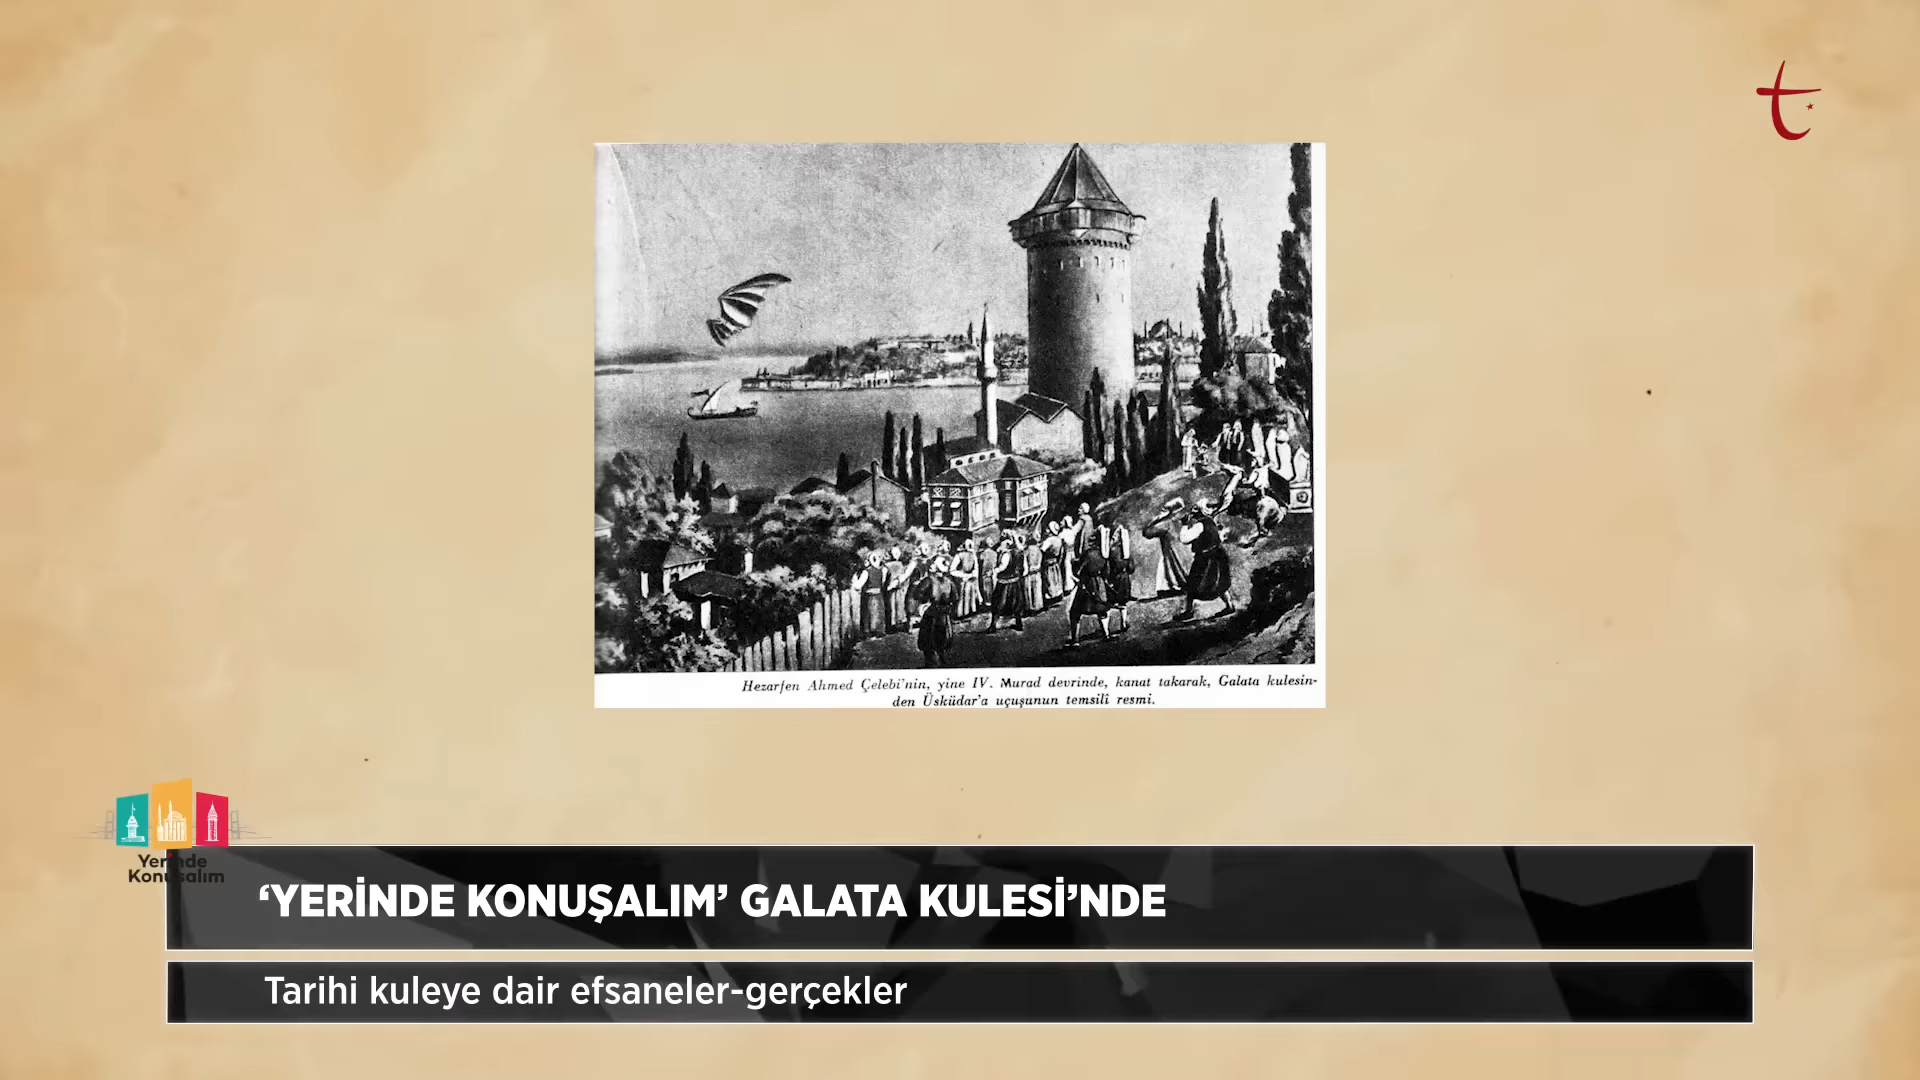 Hezarfen Ahmed Çelebi'nin, yine IV. Murad devrinde, kanat takarak, Galata kulesin-
den Üsküdar'a uçuşunun temsilî resmi.
Yerinde
Konuşalım
‘YERİNDE KONUŞALIM’ GALATA KULESİ’NDE
Tarihi kuleye dair efsaneler-gerçekler